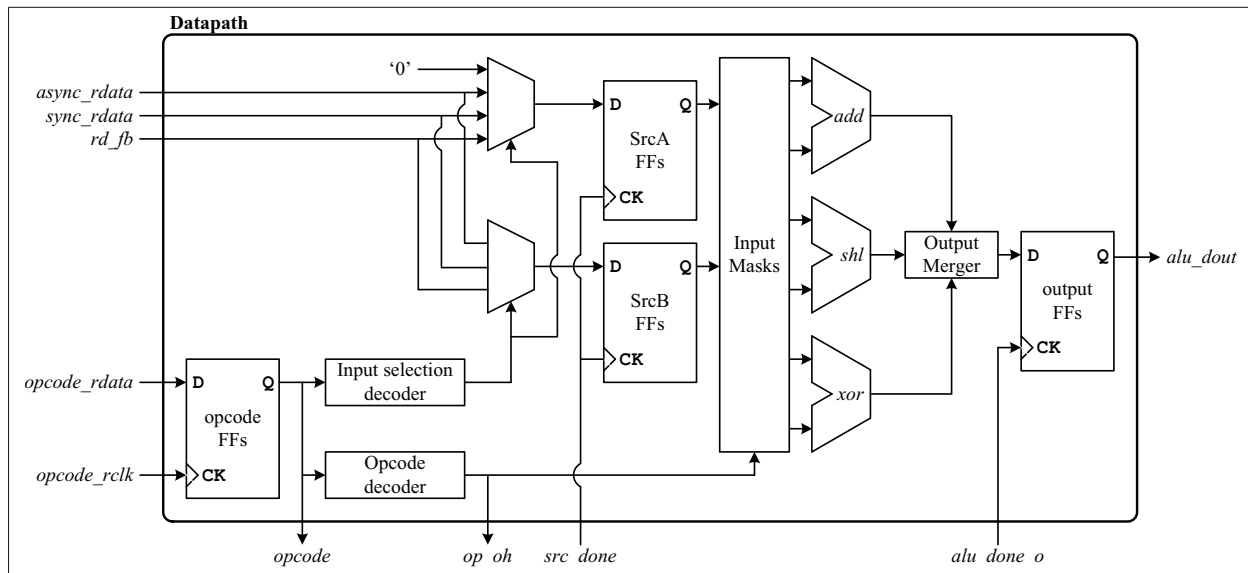 Datapath
‘0’
async_rdata
sync_rdata
rd_fb
D Q
SrcA
FFs
CK
D Q
SrcB
FFs
CK
Input
Masks
add
shl
xor
Output
Merger
D Q
output
FFs
CK
alu_dout
opcode_rdata
D Q
opcode
FFs
CK
opcode_rclk
Input selection
decoder
Opcode
decoder
opcode
op_oh
src_done
alu_done_o